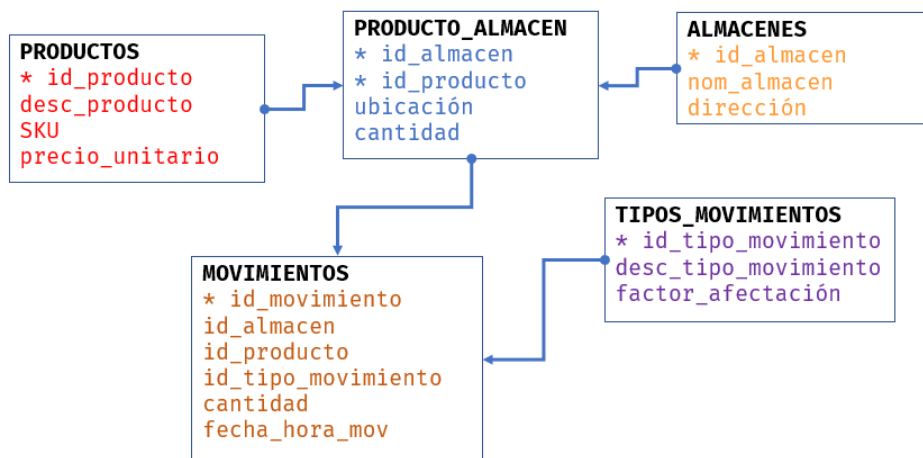 PRODUCTOS
* id_producto
desc_producto
SKU
precio_unitario
PRODUCTO_ALMACEN
* id_almacen
* id_producto
ubicación
cantidad
ALMACENES
* id_almacen
nom_almacen
dirección
MOVIMIENTOS
* id_movimiento
id_almacen
id_producto
id_tipo_movimiento
cantidad
fecha_hora_mov
TIPOS_MOVIMIENTOS
* id_tipo_movimiento
desc_tipo_movimiento
factor_afectación